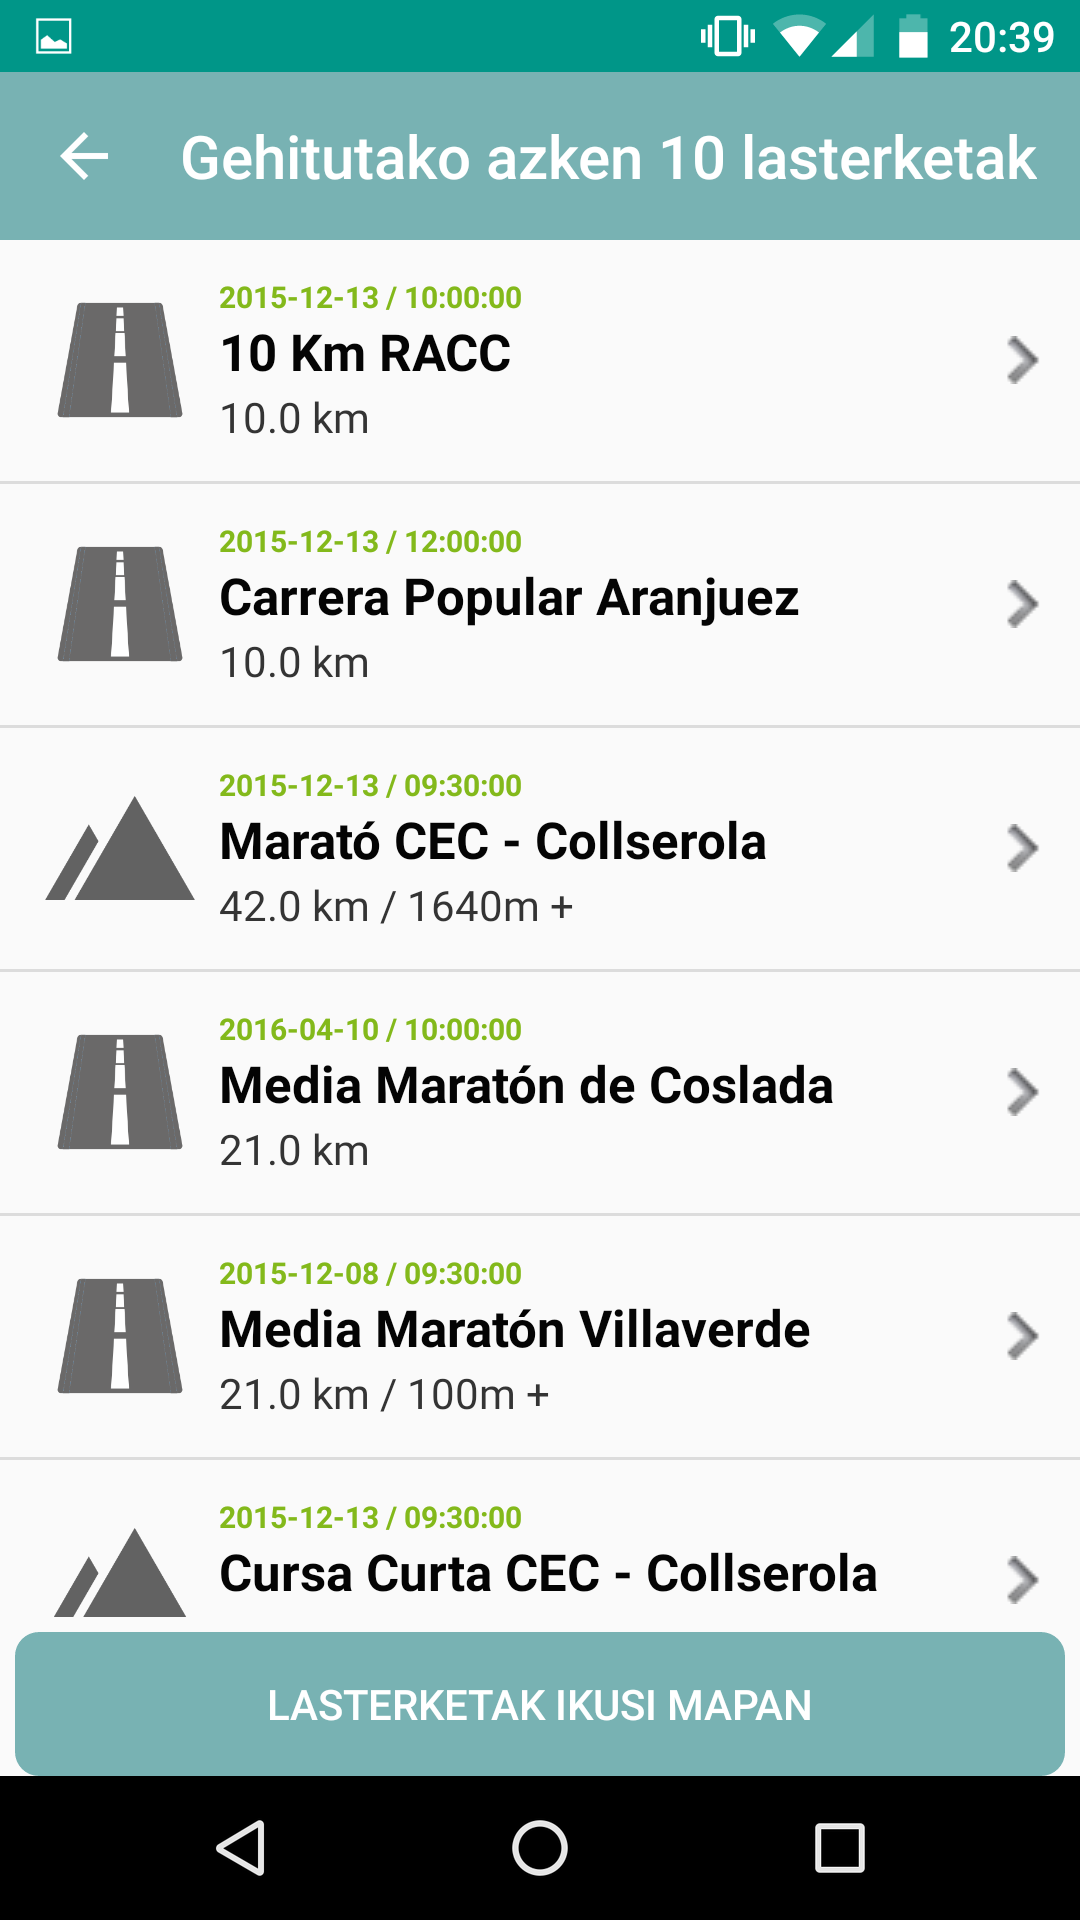 20:39
Gehitutako azken 10 lasterketak
2015-12-13 / 10:00:00
10 Km RACC
10.0 km
2015-12-13 / 12:00:00
Carrera Popular Aranjuez
10.0 km
2015-12-13 / 09:30:00
Marató CEC - Collserola
42.0 km / 1640m +
2016-04-10 / 10:00:00
Media Maratón de Coslada
21.0 km
2015-12-08 / 09:30:00
Media Maratón Villaverde
21.0 km / 100m +
2015-12-13 / 09:30:00
Cursa Curta CEC - Collserola
LASTERKETAK IKUSI MAPAN